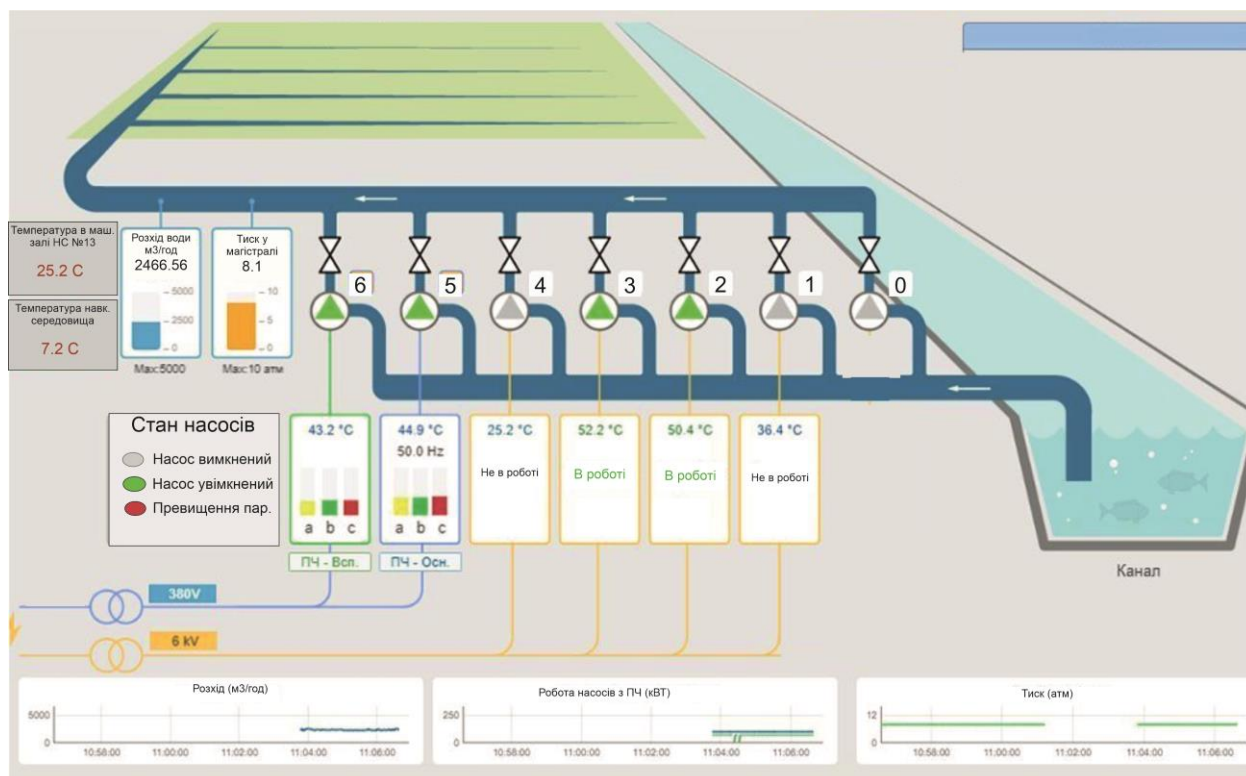 Температура в маш.
залі НС №13
25.2 C
Температура навк.
середовища
7.2 C
Розхід води
м3/год
2466.56
5000
2500
0
Max:5000
Тиск у
магістралі
8.1
10
5
0
Max:10 атм
6
5
4
3
2
1
0
Стан насосів
Насос вимкнений
Насос увімкнений
Превищення пар.
43.2 °C
a b c
ПЧ - Всп.
44.9 °C
50.0 Hz
a b c
ПЧ - Осн.
25.2 °C
Не в роботі
52.2 °C
В роботі
50.4 °C
В роботі
36.4 °C
Не в роботі
Канал
380V
6 kV
Розхід (м3/год)
5000
0
10:58:00 11:00:00 11:02:00 11:04:00 11:06:00
Робота насосів з ПЧ (кВТ)
250
0
10:58:00 11:00:00 11:02:00 11:04:00 11:06:00
Тиск (атм)
12
0
10:58:00 11:00:00 11:02:00 11:04:00 11:06:00